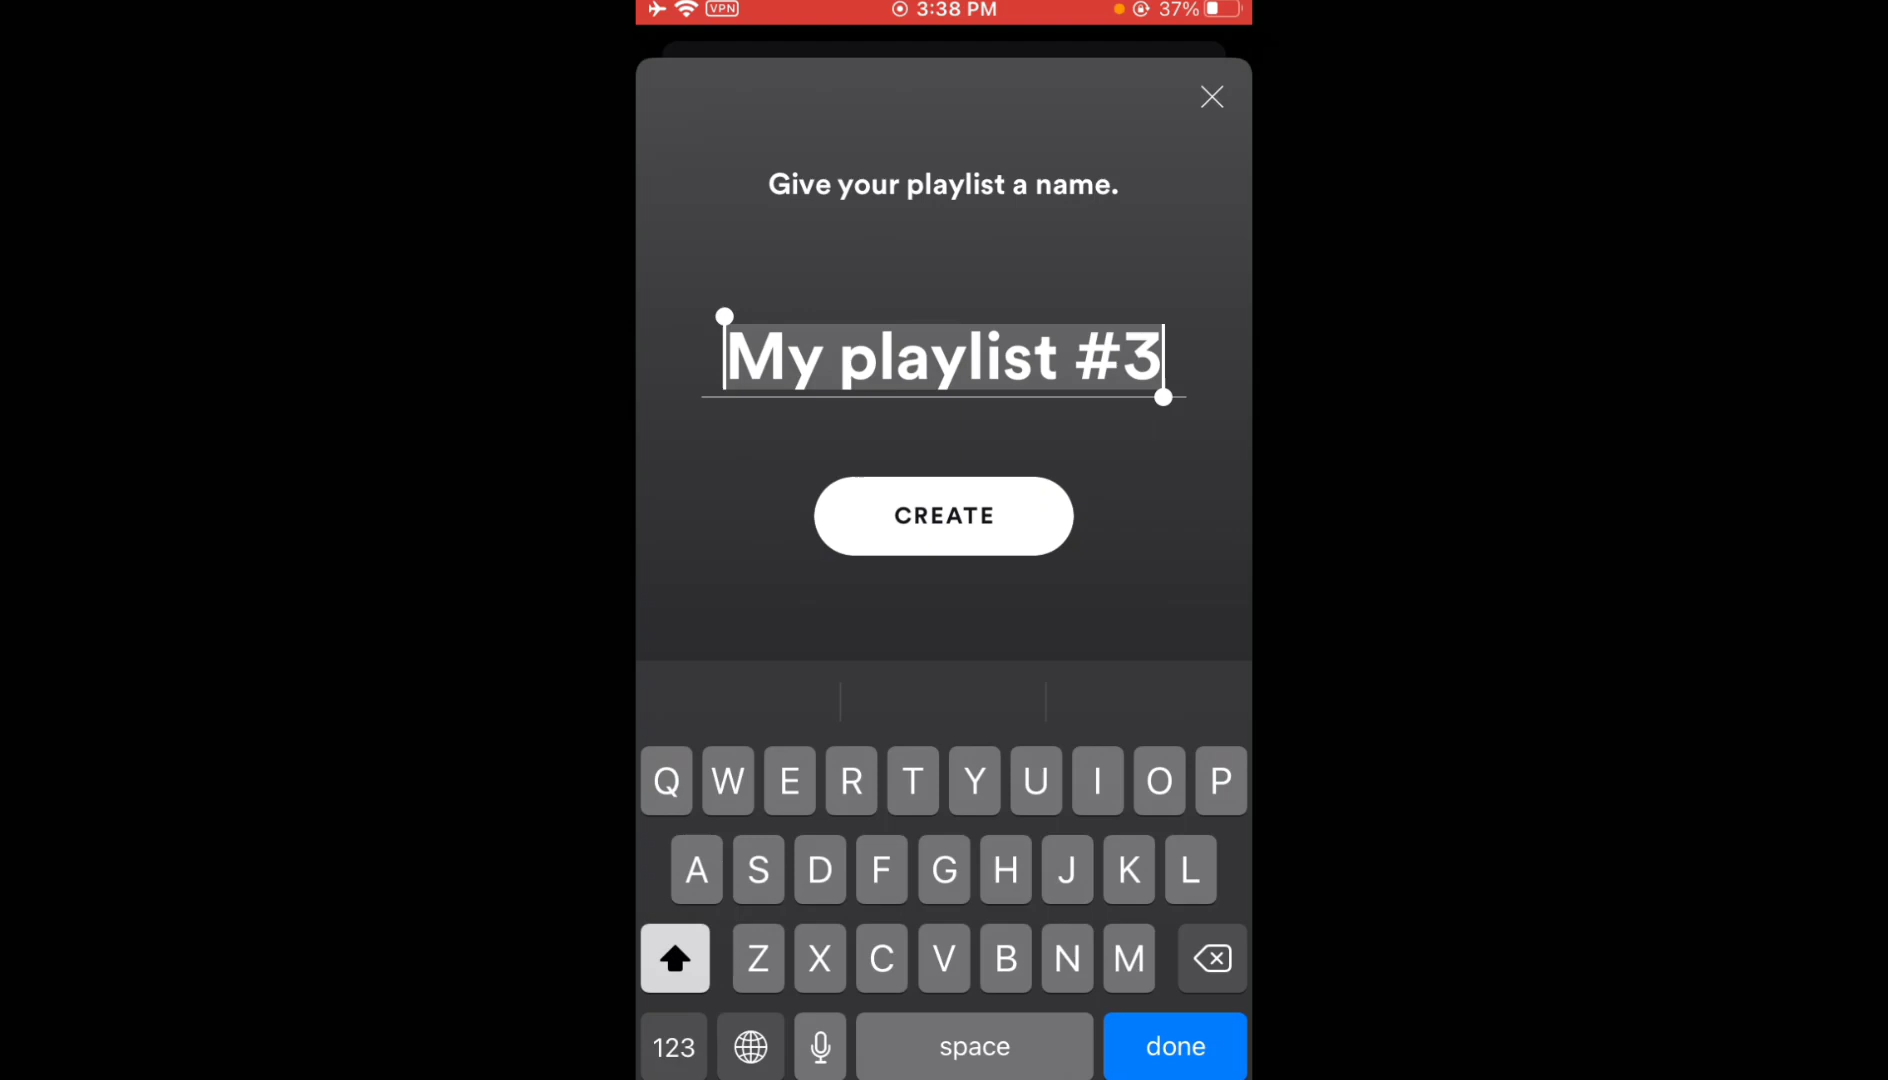 VPN 3:38 PM 37%
Give your playlist a name.
My playlist #3
CREATE
Q W E R T Y U I O P
A S D F G H J K L
Z X C V B N M
123 space done